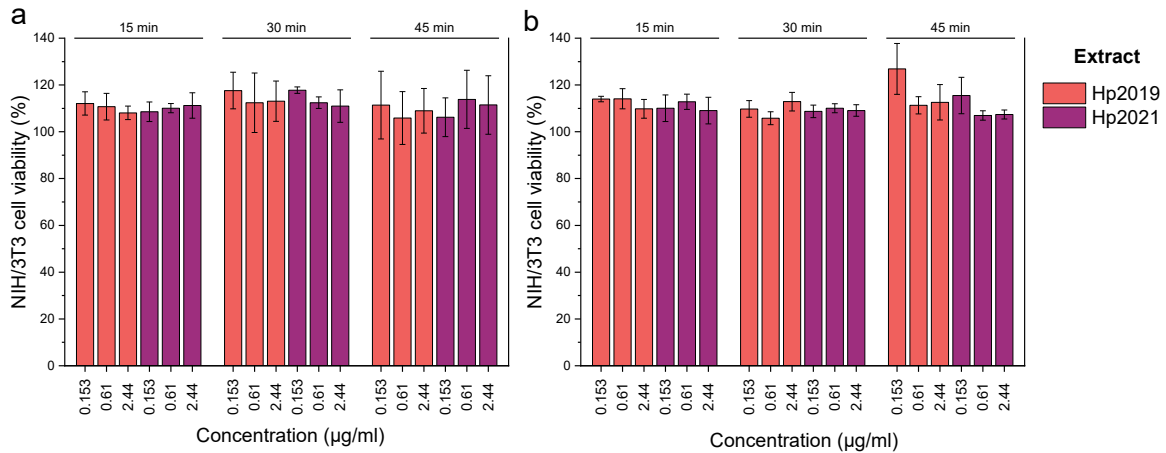 a
15 min 30 min 45 min
140
120
100
80
60
40
20
0
NIH/3T3 cell viability (%)
0.153 0.61 2.44 0.153 0.61 2.44 0.153 0.61 2.44 0.153 0.61 2.44 0.153 0.61 2.44 0.153 0.61 2.44
Concentration (µg/ml)
b
15 min 30 min 45 min
140
120
100
80
60
40
20
0
NIH/3T3 cell viability (%)
0.153 0.61 2.44 0.153 0.61 2.44 0.153 0.61 2.44 0.153 0.61 2.44 0.153 0.61 2.44 0.153 0.61 2.44
Concentration (µg/ml)
Extract
Hp2019
Hp2021